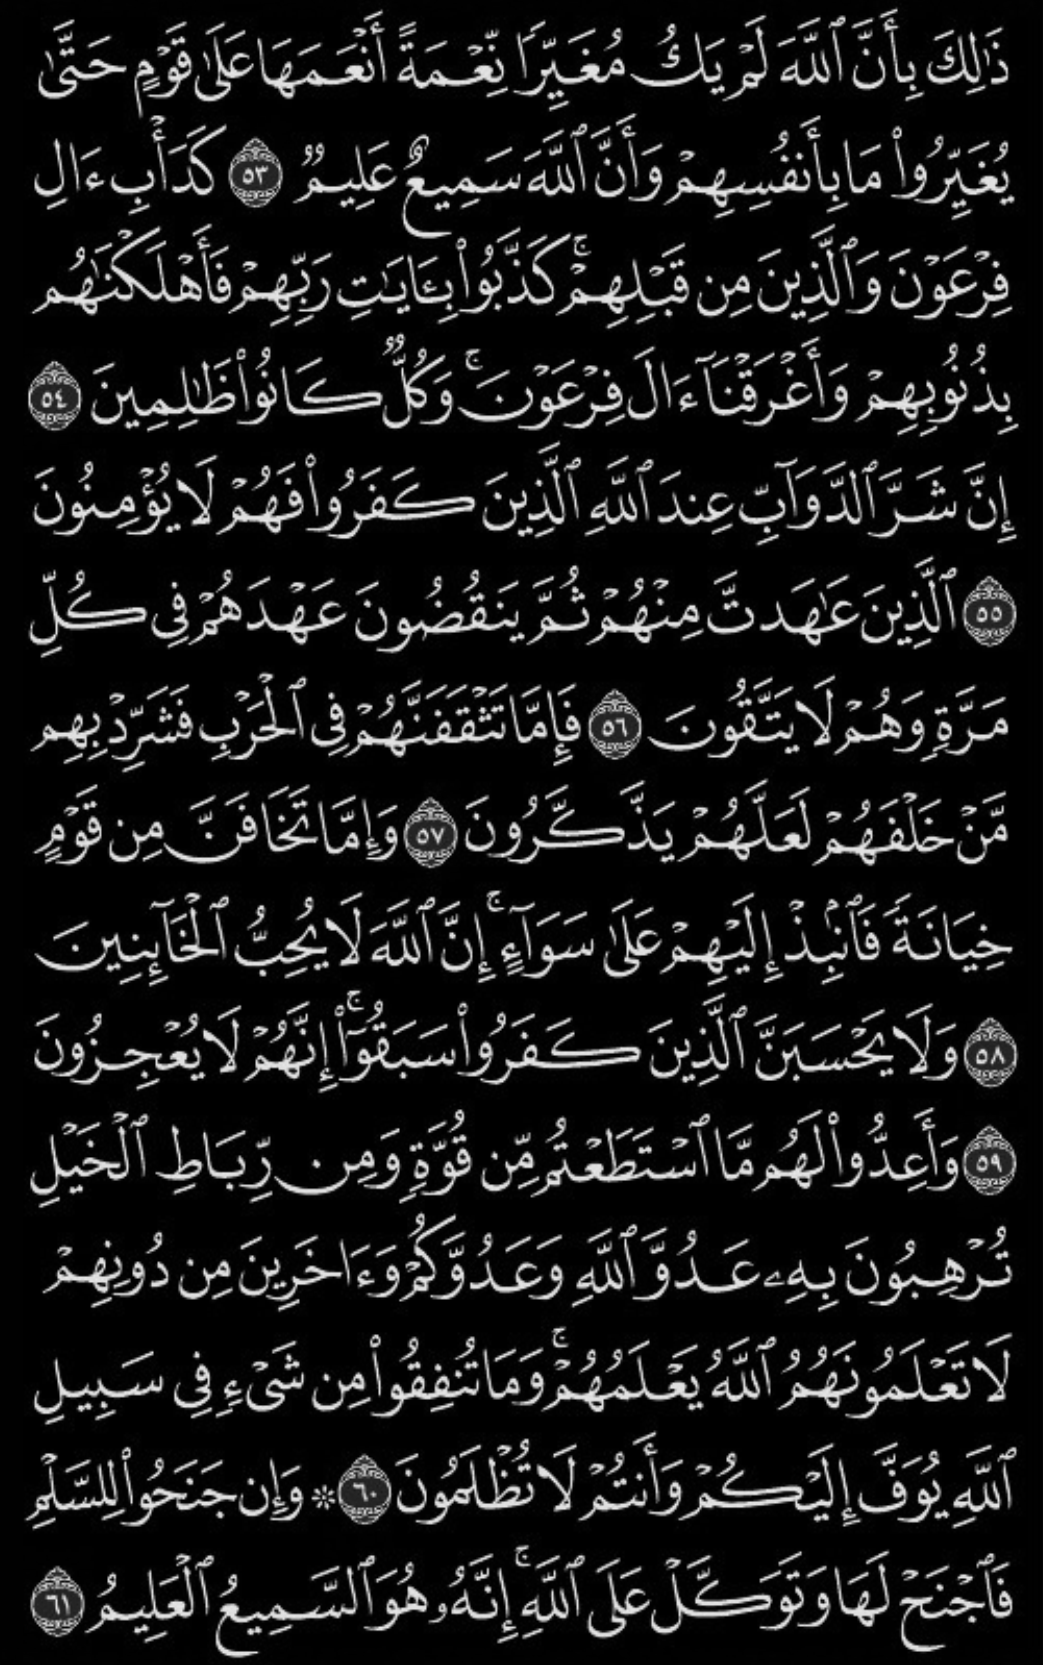 ذَٰلِكَ بِأَنَّ ٱللَّهَ لَمْ يَكُ مُغَيِّرًا نِّعْمَةً أَنْعَمَهَا عَلَىٰ قَوْمٍ حَتَّىٰ
يُغَيِّرُوا۟ مَا بِأَنفُسِهِمْ وَأَنَّ ٱللَّهَ سَمِيعٌ عَلِيمٌ ٥٣ كَدَأْبِ ءَالِ
فِرْعَوْنَ وَٱلَّذِينَ مِن قَبْلِهِمْ ۚ كَذَّبُوا۟ بِـَٔايَـٰتِ رَبِّهِمْ فَأَهْلَكْنَـٰهُم
بِذُنُوبِهِمْ وَأَغْرَقْنَآ ءَالَ فِرْعَوْنَ ۚ وَكُلٌّ كَانُوا۟ ظَـٰلِمِينَ ٥٤
إِنَّ شَرَّ ٱلدَّوَآبِّ عِندَ ٱللَّهِ ٱلَّذِينَ كَفَرُوا۟ فَهُمْ لَا يُؤْمِنُونَ
٥٥ ٱلَّذِينَ عَـٰهَدتَّ مِنْهُمْ ثُمَّ يَنقُضُونَ عَهْدَهُمْ فِى كُلِّ
مَرَّةٍ وَهُمْ لَا يَتَّقُونَ ٥٦ فَإِمَّا تَثْقَفَنَّهُمْ فِى ٱلْحَرْبِ فَشَرِّدْ بِهِم
مَّنْ خَلْفَهُمْ لَعَلَّهُمْ يَذَّكَّرُونَ ٥٧ وَإِمَّا تَخَافَنَّ مِن قَوْمٍ
خِيَانَةً فَٱنۢبِذْ إِلَيْهِمْ عَلَىٰ سَوَآءٍ ۚ إِنَّ ٱللَّهَ لَا يُحِبُّ ٱلْخَآئِنِينَ
٥٨ وَلَا يَحْسَبَنَّ ٱلَّذِينَ كَفَرُوا۟ سَبَقُوٓا۟ ۚ إِنَّهُمْ لَا يُعْجِزُونَ
٥٩ وَأَعِدُّوا۟ لَهُم مَّا ٱسْتَطَعْتُم مِّن قُوَّةٍ وَمِن رِّبَاطِ ٱلْخَيْلِ
تُرْهِبُونَ بِهِۦ عَدُوَّ ٱللَّهِ وَعَدُوَّكُمْ وَءَاخَرِينَ مِن دُونِهِمْ
لَا تَعْلَمُونَهُمُ ٱللَّهُ يَعْلَمُهُمْ ۚ وَمَا تُنفِقُوا۟ مِن شَىْءٍ فِى سَبِيلِ
ٱللَّهِ يُوَفَّ إِلَيْكُمْ وَأَنتُمْ لَا تُظْلَمُونَ ٦٠ ۞ وَإِن جَنَحُوا۟ لِلسَّلْمِ
فَٱجْنَحْ لَهَا وَتَوَكَّلْ عَلَى ٱللَّهِ ۚ إِنَّهُۥ هُوَ ٱلسَّمِيعُ ٱلْعَلِيمُ ٦١